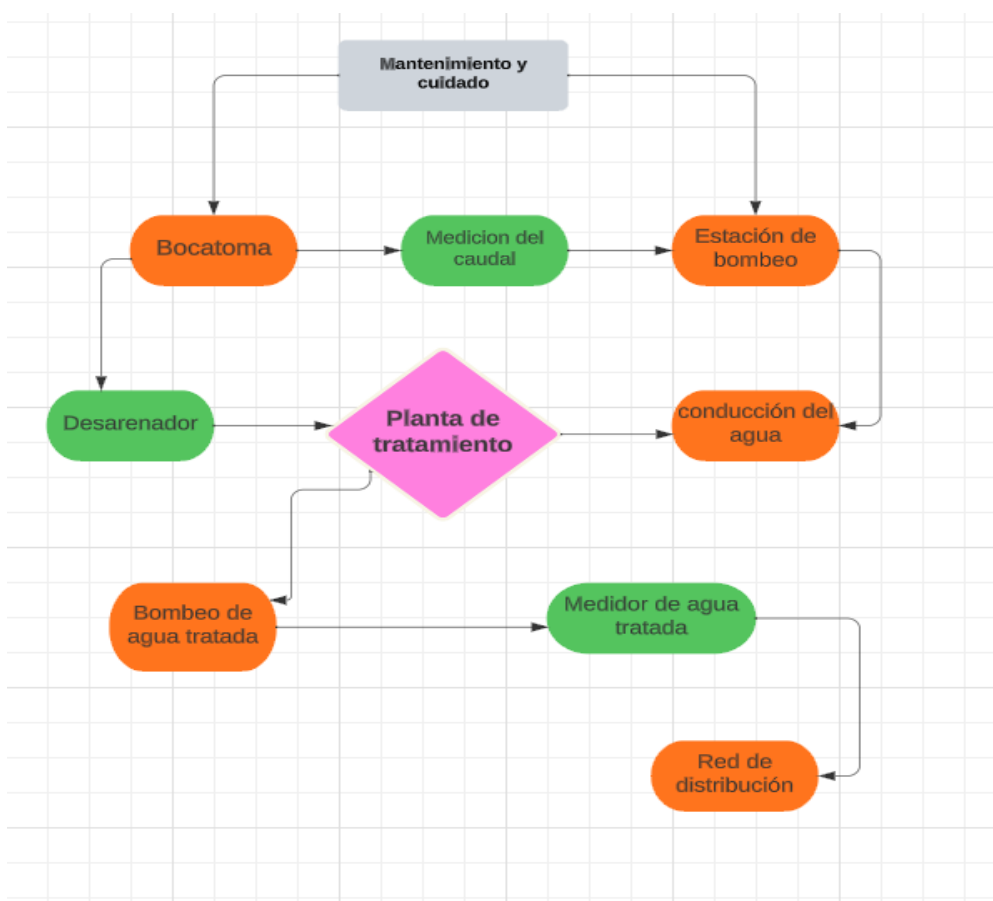 Mantenimiento y
cuidado
Bocatoma
Medicion del
caudal
Estación de
bombeo
Desarenador
Planta de
tratamiento
conducción del
agua
Bombeo de
agua tratada
Medidor de agua
tratada
Red de
distribución